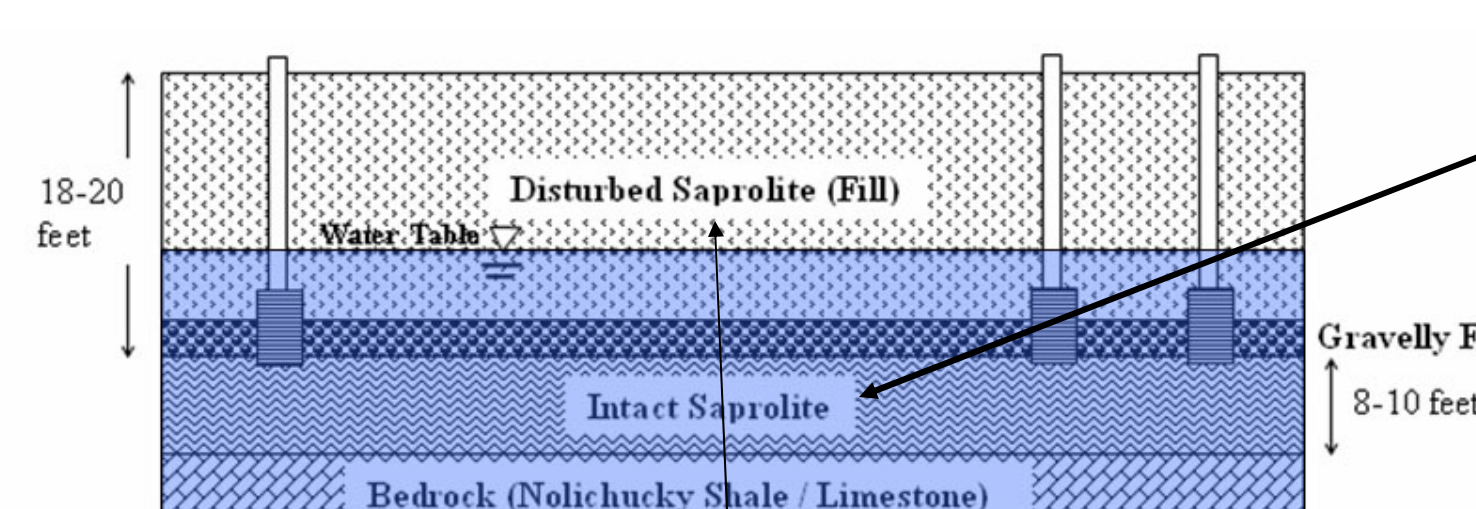 Disturbed Saprolite (Fill)
18-20
feet
Water Table
Gravelly F
Intact Saprolite
8-10 feet
Bedrock (Nolichucky Shale / Limestone)